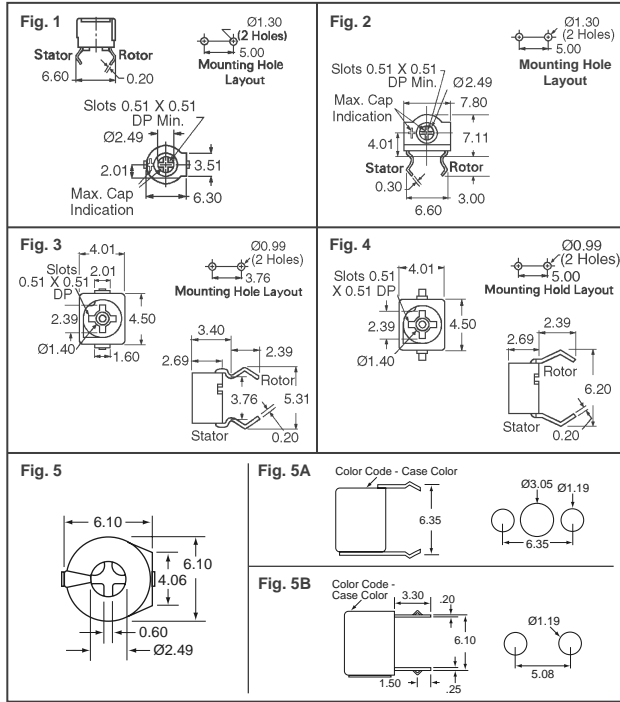 Fig. 1
Ø1.30
(2 Holes)
5.00
Mounting Hole
Layout
Stator
Rotor
6.60
0.20
Slots 0.51 X 0.51
DP Min.
Ø2.49
2.01
3.51
Max. Cap
Indication
6.30
Fig. 2
Ø1.30
(2 Holes)
5.00
Mounting Hole
Layout
Slots 0.51 X 0.51
DP Min.
Ø2.49
Max. Cap
Indication
7.80
4.01
7.11
Stator
Rotor
0.30
3.00
6.60
Fig. 3
4.01
Slots
0.51 X 0.51
DP
2.01
2.39
4.50
Ø1.40
1.60
Ø0.99
(2 Holes)
3.76
Mounting Hole Layout
3.40
2.69
2.39
Rotor
3.76
5.31
Stator
0.20
Fig. 4
Slots 0.51
X 0.51 DP
4.01
2.39
4.50
Ø1.40
Ø0.99
(2 Holes)
5.00
Mounting Hold Layout
2.39
2.69
Rotor
6.20
Stator
0.20
Fig. 5
6.10
6.10
4.06
0.60
Ø2.49
Fig. 5A
Color Code - Case Color
6.35
Ø3.05
Ø1.19
6.35
Fig. 5B
Color Code -
Case Color
3.30
.20
6.10
1.50
.25
Ø1.19
5.08